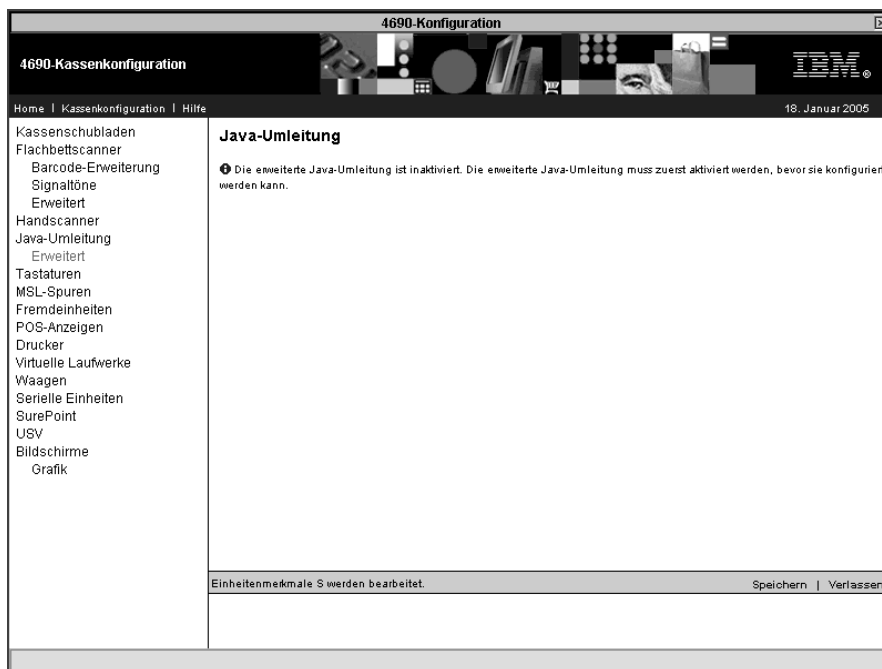 4690-Konfiguration
4690-Kassenkonfiguration
IBM®
Home | Kassenkonfiguration | Hilfe
18. Januar 2005
Kassenschubladen
Flachbettscanner
Barcode-Erweiterung
Signaltöne
Erweitert
Handscanner
Java-Umleitung
Erweitert
Tastaturen
MSL-Spuren
Fremdeinheiten
POS-Anzeigen
Drucker
Virtuelle Laufwerke
Waagen
Serielle Einheiten
SurePoint
USV
Bildschirme
Grafik
Java-Umleitung
Die erweiterte Java-Umleitung ist inaktiviert. Die erweiterte Java-Umleitung muss zuerst aktiviert werden, bevor sie konfiguriert
werden kann.
Einheitenmerkmale S werden bearbeitet.
Speichern | Verlassen